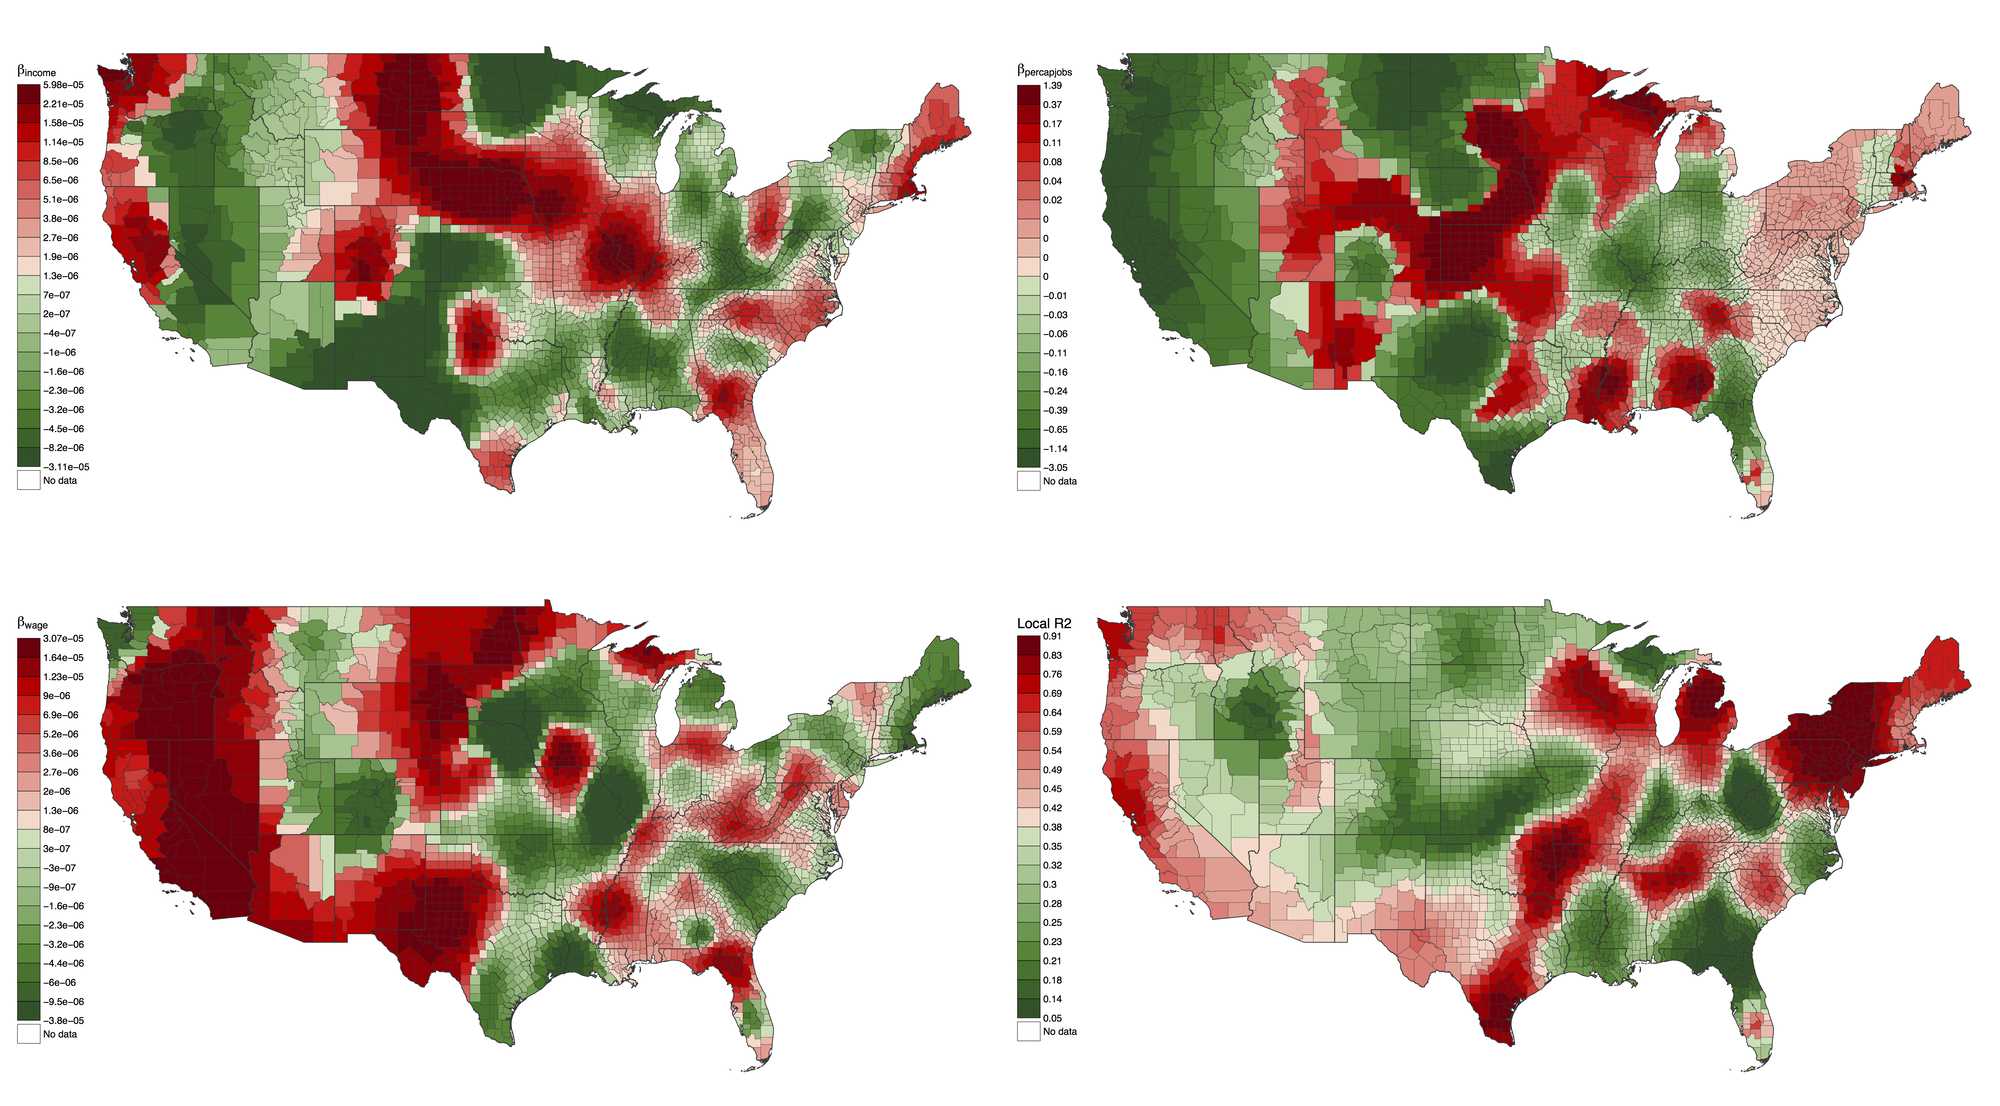 βincome
5.98e−05
2.21e−05
1.58e−05
1.14e−05
8.5e−06
6.5e−06
5.1e−06
3.8e−06
2.7e−06
1.9e−06
1.3e−06
7e−07
2e−07
−4e−07
−1e−06
−1.6e−06
−2.3e−06
−3.2e−06
−4.5e−06
−8.2e−06
−3.11e−05
No data
βpercapjobs
1.39
0.37
0.17
0.11
0.08
0.04
0.02
0
0
0
0
−0.01
−0.03
−0.06
−0.11
−0.16
−0.24
−0.39
−0.65
−1.14
−3.05
No data
βwage
3.07e−05
1.64e−05
1.23e−05
9e−06
6.9e−06
5.2e−06
3.6e−06
2.7e−06
2e−06
1.3e−06
8e−07
3e−07
−3e−07
−9e−07
−1.6e−06
−2.3e−06
−3.2e−06
−4.4e−06
−6e−06
−9.5e−06
−3.8e−05
No data
Local R2
0.91
0.83
0.76
0.69
0.64
0.59
0.54
0.49
0.45
0.42
0.38
0.35
0.32
0.3
0.28
0.25
0.23
0.21
0.18
0.14
0.05
No data